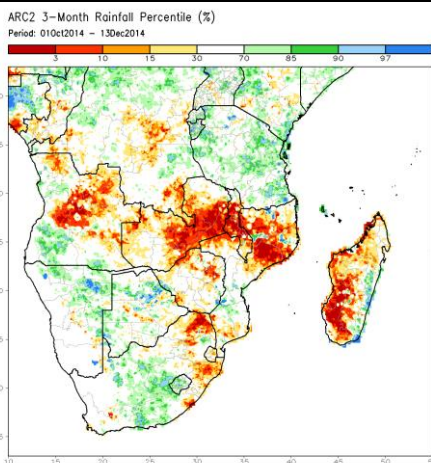 ARC2 3-Month Rainfall Percentile (%)
Period: 01Oct2014 - 13Dec2014
3 10 15 30 70 85 90 97
10 15 20 25 30 35 40 45 50 55